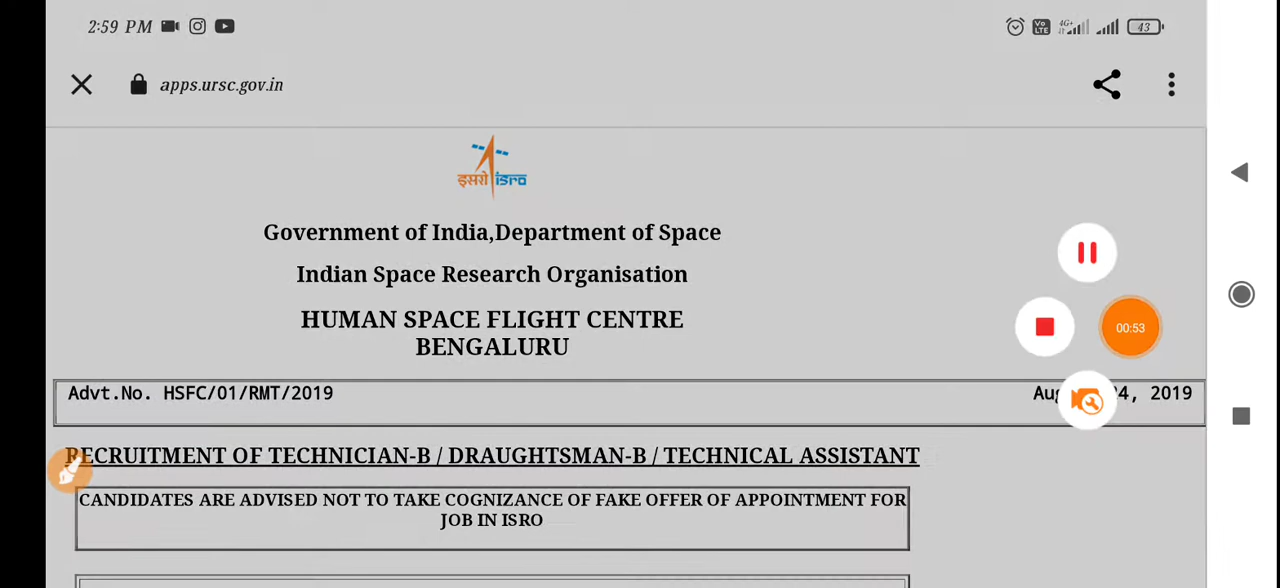 2:59 PM
Vo LTE
4G+
43
apps.ursc.gov.in
इसरो isro
Government of India,Department of Space
Indian Space Research Organisation
HUMAN SPACE FLIGHT CENTRE
BENGALURU
Advt.No. HSFC/01/RMT/2019
4, 2019
00:53
RECRUITMENT OF TECHNICIAN-B / DRAUGHTSMAN-B / TECHNICAL ASSISTANT
CANDIDATES ARE ADVISED NOT TO TAKE COGNIZANCE OF FAKE OFFER OF APPOINTMENT FOR
JOB IN ISRO